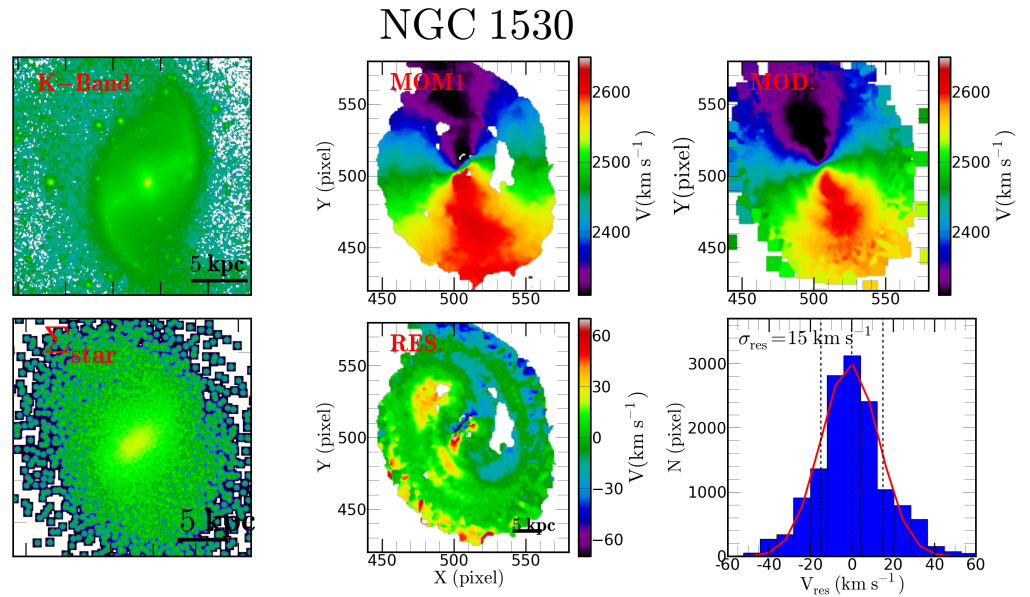 NGC 1530
K−Band
5 kpc
MOM1
550
500
450
450 500 550
Y (pixel)
2600
2500
2400
V(km s−1)
MOD.
550
500
450
450 500 550
Y(pixel)
2600
2500
2400
V(km s−1)
Σstar
5 kpc
RES
550
500
450
450 500 550
Y (pixel)
X (pixel)
5 kpc
60
30
0
−30
−60
V(km s−1)
σres=15 km s−1
3000
2000
1000
0
N (pixel)
-60 -40 -20 0 20 40 60
Vres (km s−1)